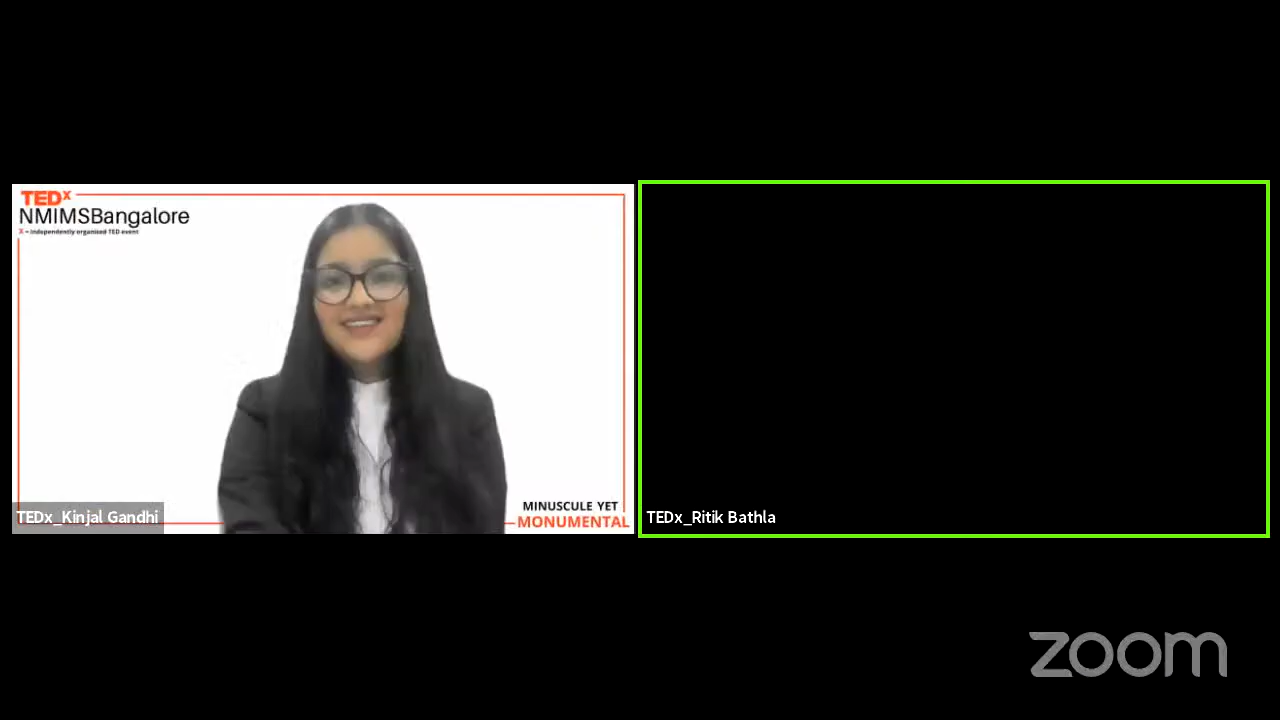 TEDx
NMIMSBangalore
x = independently organized TED event
TEDx_Kinjal Gandhi
MINUSCULE YET
MONUMENTAL
TEDx_Ritik Bathla
zoom